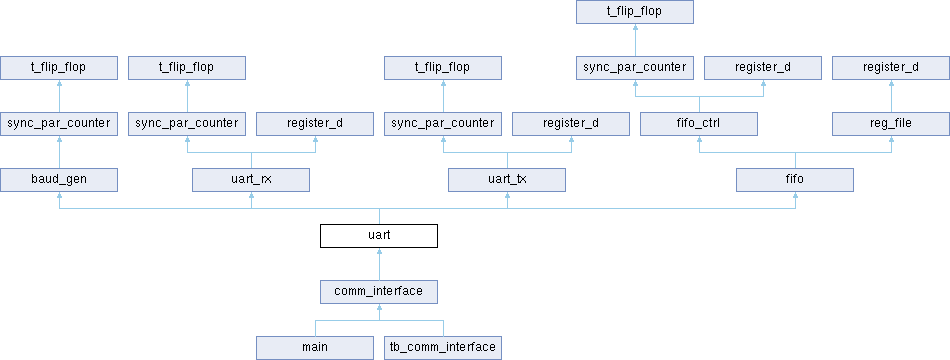 t_flip_flop
t_flip_flop
t_flip_flop
t_flip_flop
sync_par_counter
register_d
register_d
sync_par_counter
sync_par_counter
register_d
sync_par_counter
register_d
fifo_ctrl
reg_file
baud_gen
uart_rx
uart_tx
fifo
uart
comm_interface
main
tb_comm_interface